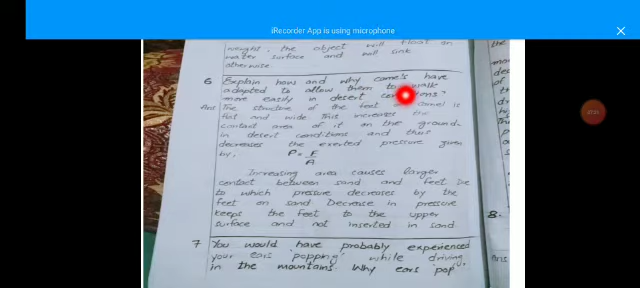 iRecorder App is using microphone
weight, the object will float on
water surface and will sink
otherwise
6 Explain how and why camels have
adapted to allow them to walk
more easily in desert
Ans The structure of the feet of camel is
flat and wide. This increases the
contact area of it on the ground.
in desert conditions and thus
decreases the exerted pressure given
by. P = F
A
Increasing area causes larger
contact between sand and feet due
to which pressure decreases by the
feet on sand Decrease in pressure
keeps the feet to the upper
surface and not inserted in sand
8.
7 You would have probably experienced
your ears 'popping' while driving
in the mountains. Why ears 'pop'
Ans